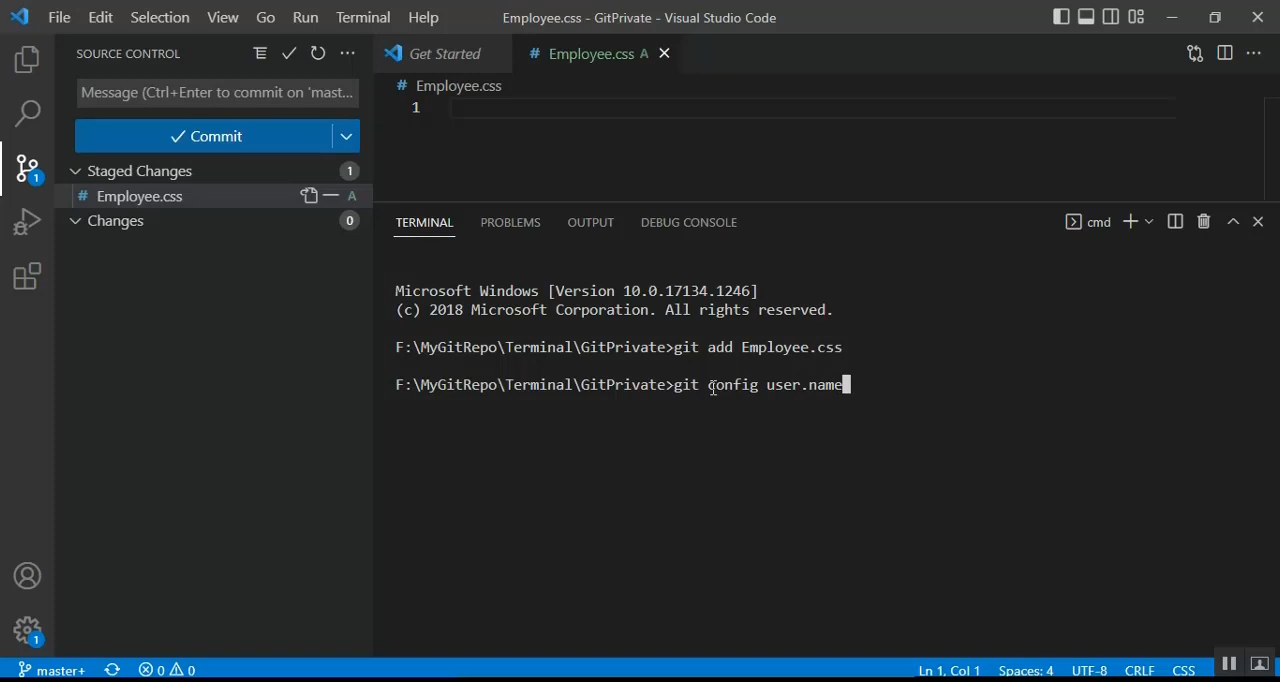 File Edit Selection View Go Run Terminal Help
Employee.css - GitPrivate - Visual Studio Code
SOURCE CONTROL
Get Started
# Employee.css A
# Employee.css
Message (Ctrl+Enter to commit on 'mast...
1
Commit
Staged Changes 1
# Employee.css A
Changes 0
1
TERMINAL PROBLEMS OUTPUT DEBUG CONSOLE
cmd
Microsoft Windows [Version 10.0.17134.1246]
(c) 2018 Microsoft Corporation. All rights reserved.
F:\MyGitRepo\Terminal\GitPrivate>git add Employee.css
F:\MyGitRepo\Terminal\GitPrivate>git config user.name
1
master+ 0 0 Ln 1, Col 1 Spaces: 4 UTF-8 CRLF CSS